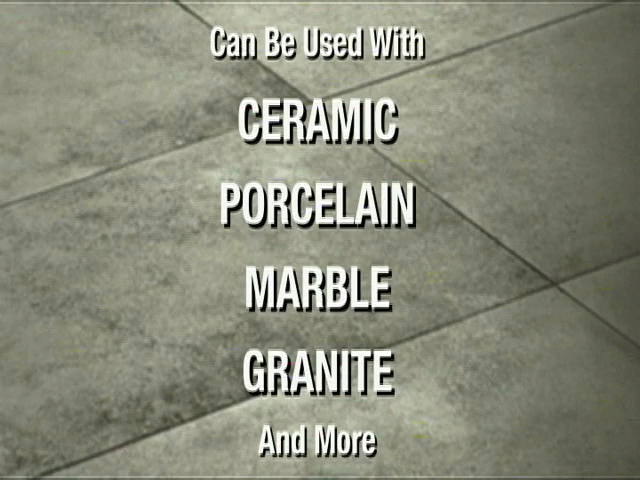 Can Be Used With
CERAMIC
PORCELAIN
MARBLE
GRANITE
And More